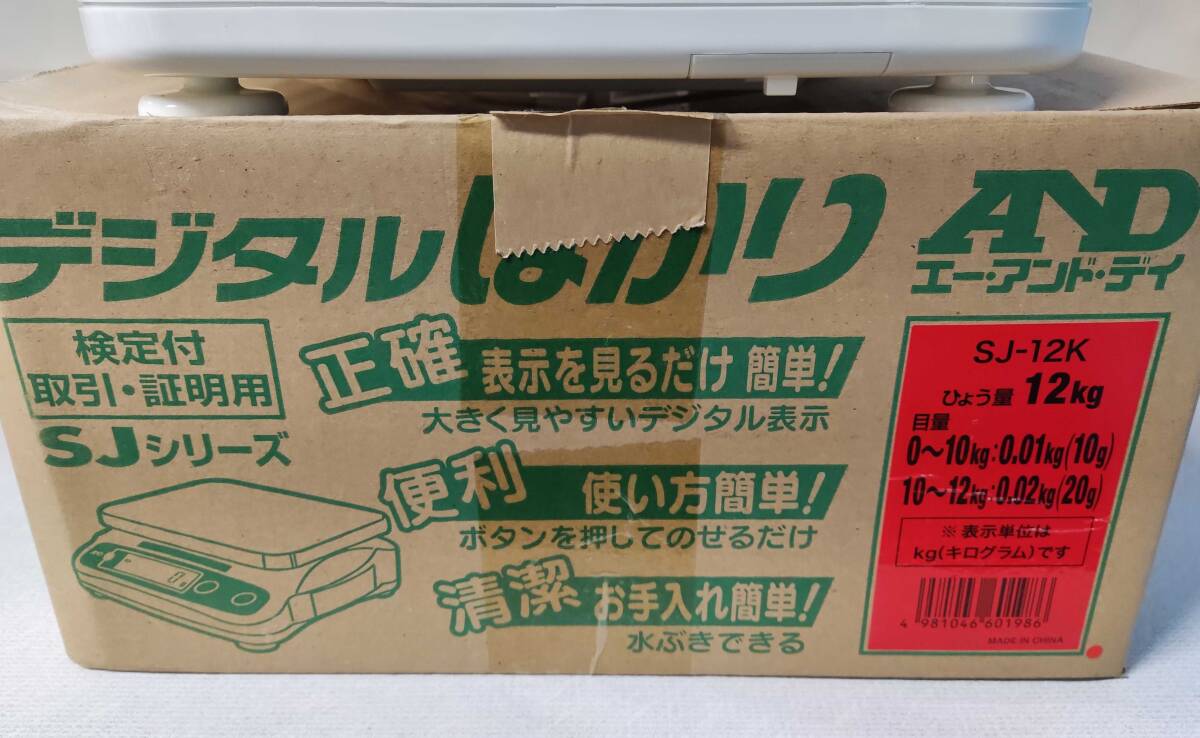 デジタルはかり
AND
エー・アンド・デイ
検定付
取引・証明用
SJシリーズ
正確 表示を見るだけ 簡単!
大きく見やすいデジタル表示
便利 使い方簡単!
ボタンを押してのせるだけ
清潔 お手入れ簡単!
水ぶきできる
SJ-12K
ひょう量 12kg
目量
0～10kg:0.01kg(10g)
10～12kg:0.02kg(20g)
※表示単位は
kg(キログラム)です
4 981046 601986
MADE IN CHINA